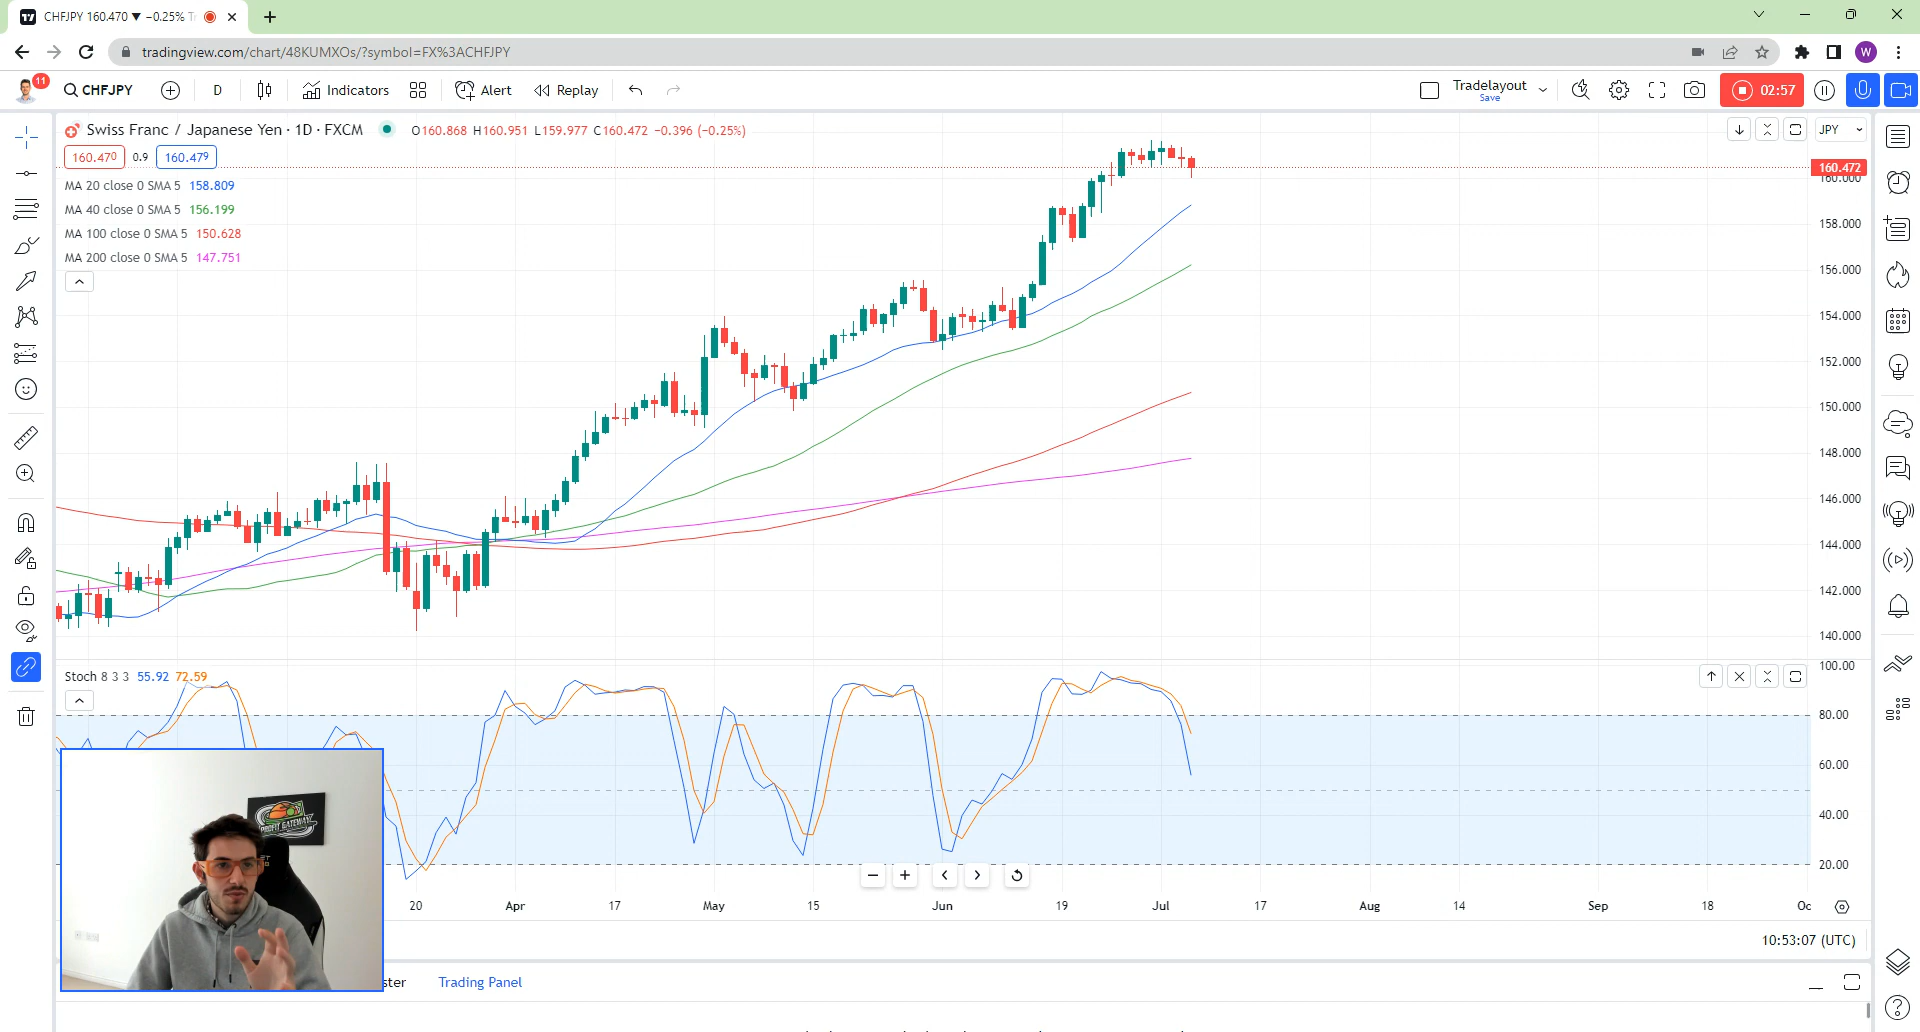 CHFJPY 160.470 ▼ −0.25%
tradingview.com/chart/48KUMXOs/?symbol=FX%3ACHFJPY
W
11
CHFJPY
D
Indicators
Alert
Replay
Tradelayout
Save
02:57
Swiss Franc / Japanese Yen · 1D · FXCM
O160.868 H160.951 L159.977 C160.472 −0.396 (−0.25%)
JPY
160.470
0.9
160.479
160.472
MA 20 close 0 SMA 5 158.809
MA 40 close 0 SMA 5 156.199
MA 100 close 0 SMA 5 150.628
MA 200 close 0 SMA 5 147.751
160.000
158.000
156.000
154.000
152.000
150.000
148.000
146.000
144.000
142.000
140.000
Stoch 8 3 3 55.92 72.59
100.00
80.00
60.00
40.00
20.00
PROFIT GATEWAY
20
Apr
17
May
15
Jun
19
Jul
17
Aug
14
Sep
18
Oc
10:53:07 (UTC)
ster
Trading Panel